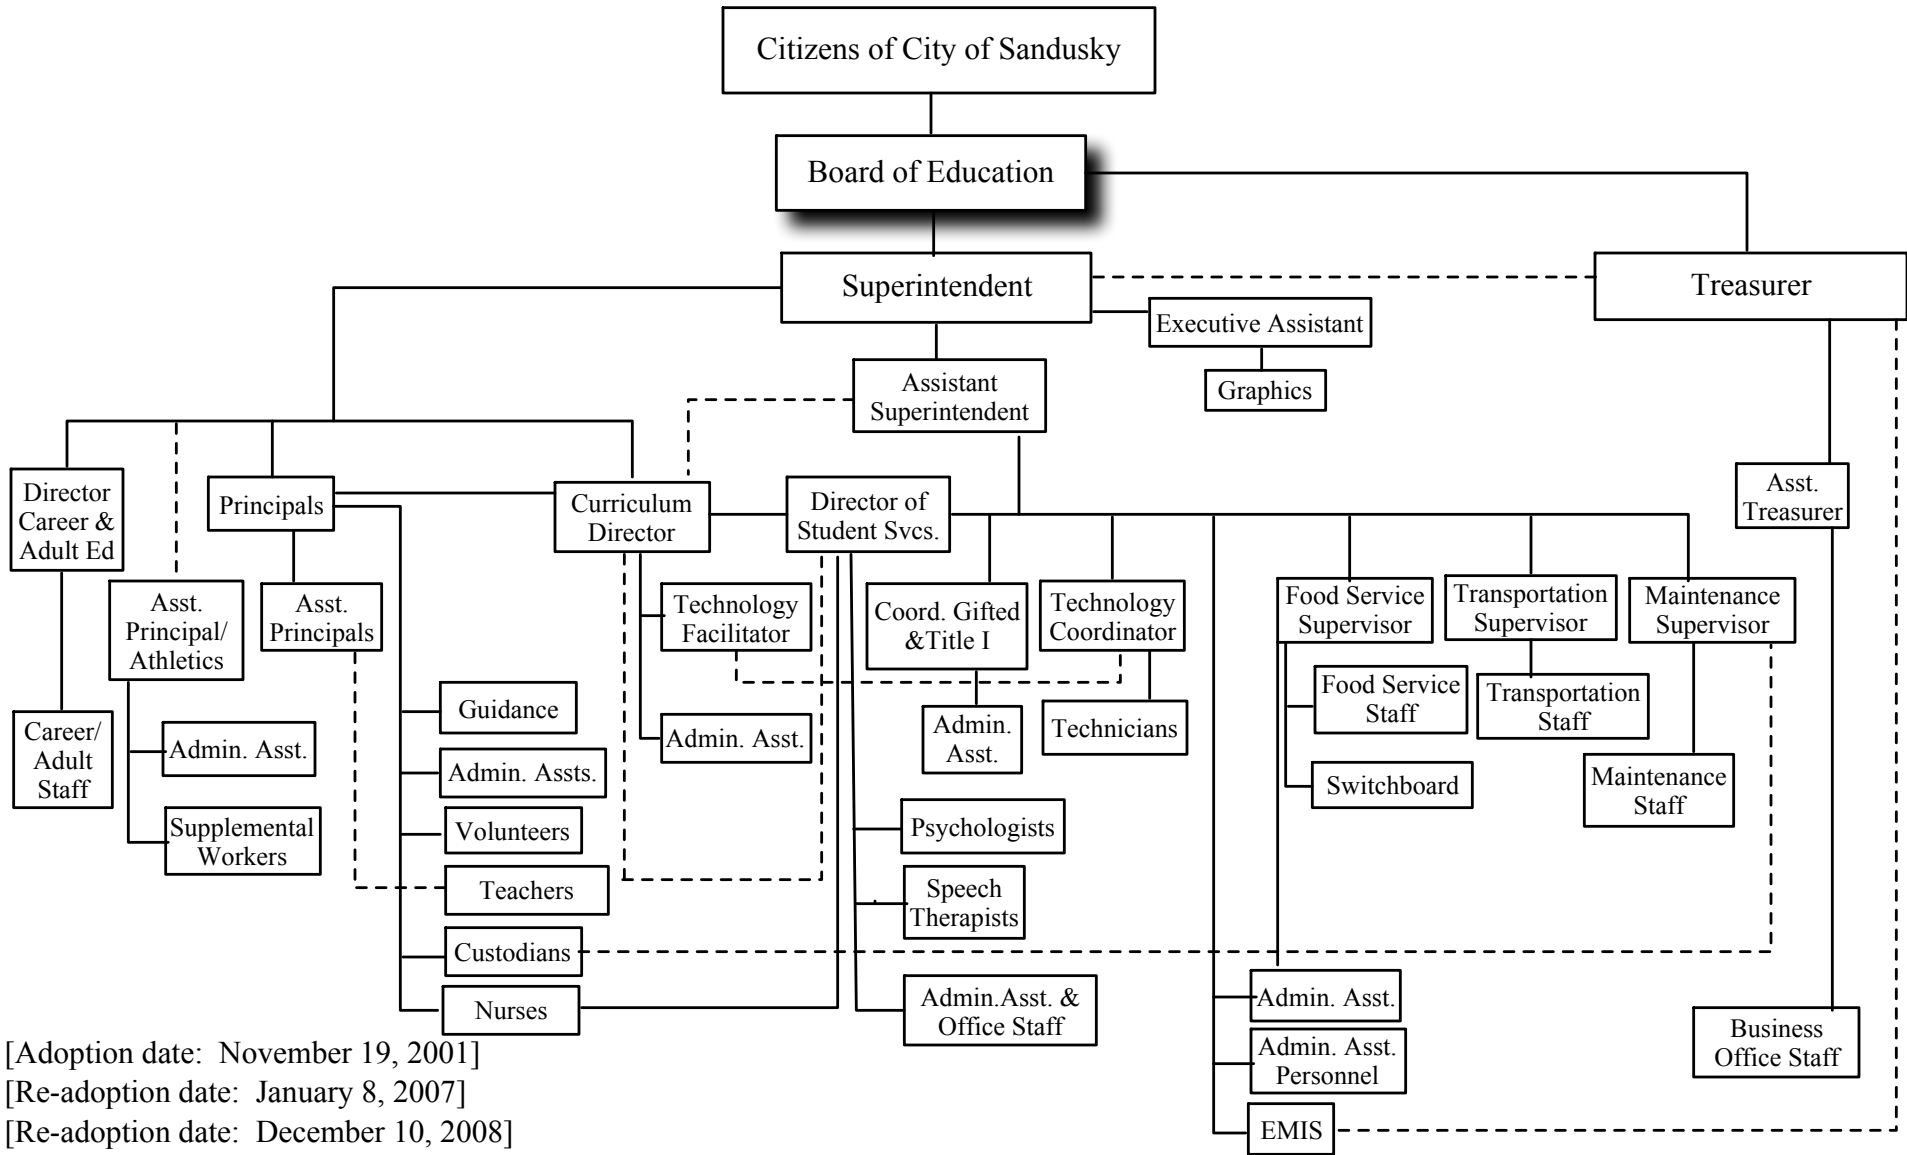 Citizens of City of Sandusky
Board of Education
Superintendent
Treasurer
Executive Assistant
Graphics
Assistant
Superintendent
Director
Career &
Adult Ed
Principals
Curriculum
Director
Director of
Student Svcs.
Asst.
Treasurer
Asst.
Principal/
Athletics
Asst.
Principals
Technology
Facilitator
Coord. Gifted
&Title I
Technology
Coordinator
Food Service
Supervisor
Transportation
Supervisor
Maintenance
Supervisor
Career/
Adult
Staff
Admin. Asst.
Supplemental
Workers
Guidance
Admin. Assts.
Volunteers
Teachers
Custodians
Nurses
Admin. Asst.
Admin.
Asst.
Technicians
Food Service
Staff
Switchboard
Transportation
Staff
Maintenance
Staff
Psychologists
Speech
Therapists
Admin.Asst. &
Office Staff
Admin. Asst.
Admin. Asst.
Personnel
EMIS
Business
Office Staff
[Adoption date:  November 19, 2001]
[Re-adoption date:  January 8, 2007]
[Re-adoption date:  December 10, 2008]